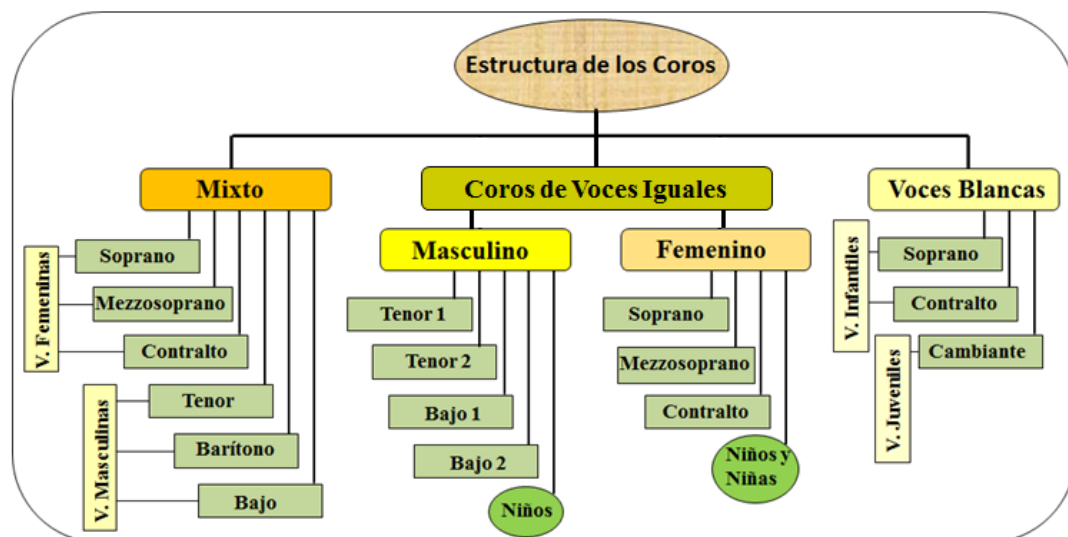 Estructura de los Coros
Mixto
Coros de Voces Iguales
Voces Blancas
Masculino
Femenino
V. Femeninas
Soprano
Mezzosoprano
Contralto
V. Masculinas
Tenor
Barítono
Bajo
Tenor 1
Tenor 2
Bajo 1
Bajo 2
Niños
Soprano
Mezzosoprano
Contralto
Niños y
Niñas
V. Infantiles
Soprano
Contralto
V. Juveniles
Cambiante